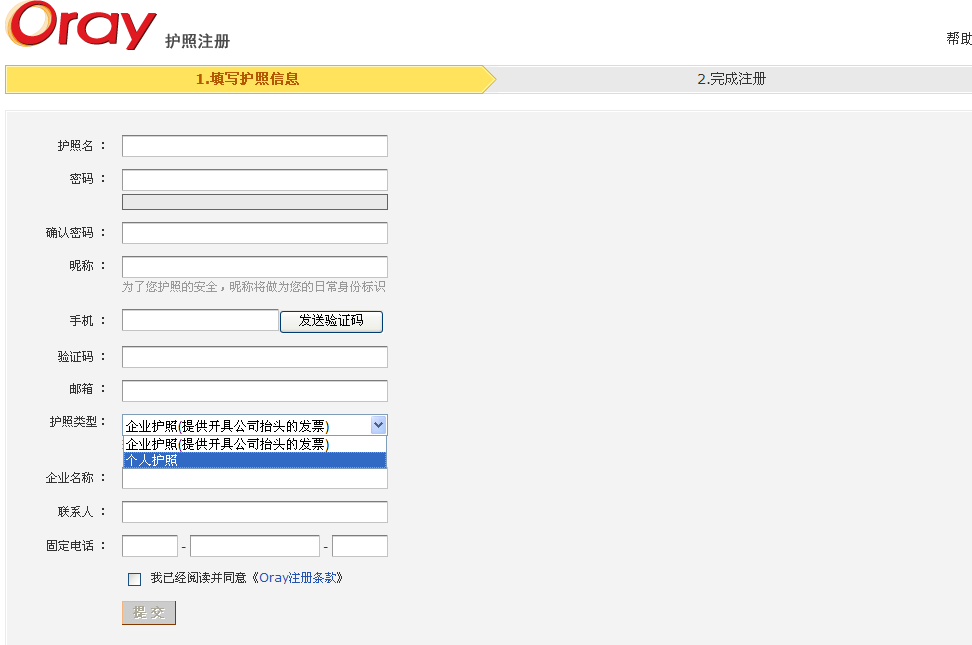 Oray 护照注册
帮助
1.填写护照信息
2.完成注册
护照名：
密码：
确认密码：
昵称：
为了您护照的安全，昵称将做为您的日常身份标识
手机： 发送验证码
验证码：
邮箱：
护照类型： 企业护照(提供开具公司抬头的发票)
企业护照(提供开具公司抬头的发票)
个人护照
企业名称：
联系人：
固定电话： - -
我已经阅读并同意《Oray注册条款》
提 交